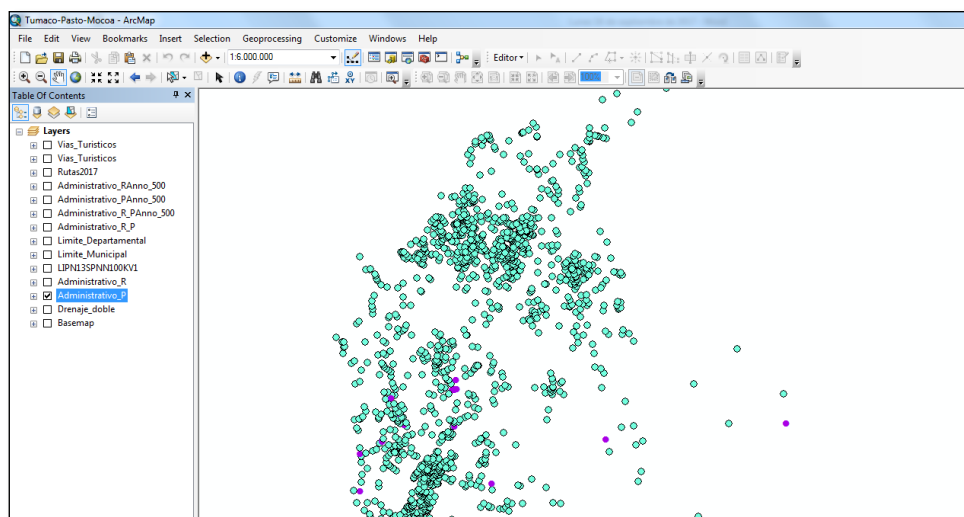 Tumaco-Pasto-Mocoa - ArcMap
File Edit View Bookmarks Insert Selection Geoprocessing Customize Windows Help
1:6.000.000 Editor
100%
Table Of Contents
Layers
Vias_Turisticos
Vias_Turisticos
Rutas2017
Administrativo_RAnno_500
Administrativo_PAnno_500
Administrativo_R_PAnno_500
Administrativo_R_P
Limite_Departamental
Limite_Municipal
LIPN13SPNN100KV1
Administrativo_R
Administrativo_P
Drenaje_doble
Basemap